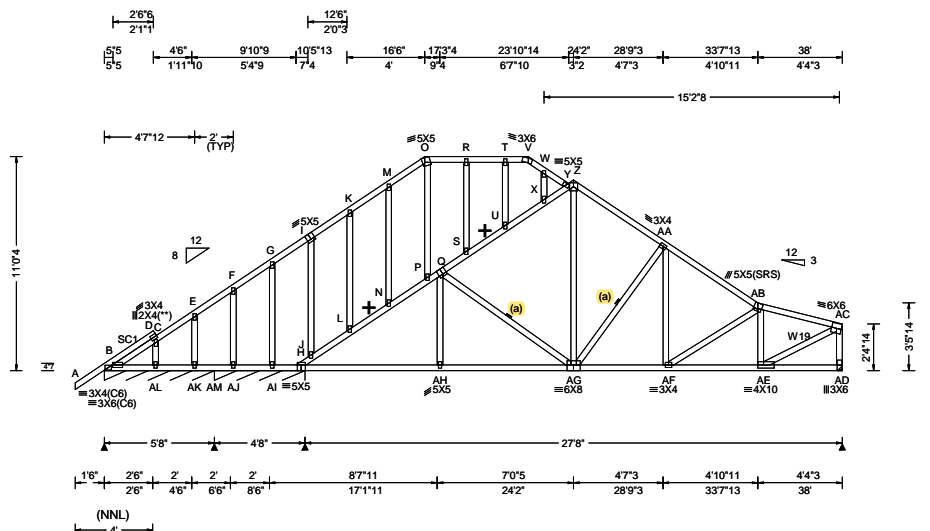 2'6"6 12'6"
2'1"1 2'0"3
5"5 4'6" 9'10"9 10'5"13 16'6" 17'3"4 23'10"14 24'2" 28'9"3 33'7"13 38'
5"5 1'11"10 5'4"9 7"4 4' 9"4 6'7"10 3"2 4'7"3 4'10"11 4'4"3
15'2"8
4'7"12 2'
(TYP)
≡5X5 ≡3X6
O R T V
W ≡5X5
Y Z
M
X
K
≡5X5
I
U
≡3X4
AA
12
8
G
S
12
3
F
Q
P
///5X5(SRS)
11'0"4
E
N
(a) (a)
AB
≡3X4
|||2X4(**)
D C
≡6X6
AC
SC1
L
W19
2'4"14
3'5"14
B
J
H
4"7
A
AL AK AM AJ AI ≡5X5 AH AG AF AE AD
≡3X4(C6) ≡5X5 ≡6X8 ≡3X4 ≡4X10 |||3X6
≡3X6(C6)
5'8" 4'8" 27'8"
1'6" 2'6" 2' 2' 2' 8'7"11 7'0"5 4'7"3 4'10"11 4'4"3
2'6" 4'6" 6'6" 8'6" 17'1"11 24'2" 28'9"3 33'7"13 38'
(NNL)
4'